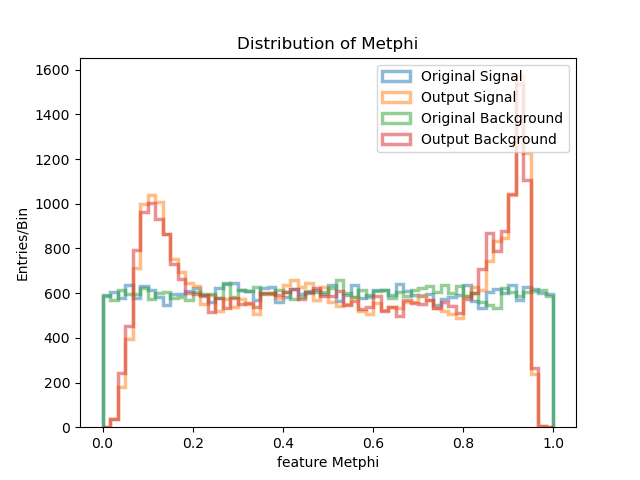 Distribution of Metphi
Original Signal
Output Signal
Original Background
Output Background
Entries/Bin
1600
1400
1200
1000
800
600
400
200
0
0.0 0.2 0.4 0.6 0.8 1.0
feature Metphi